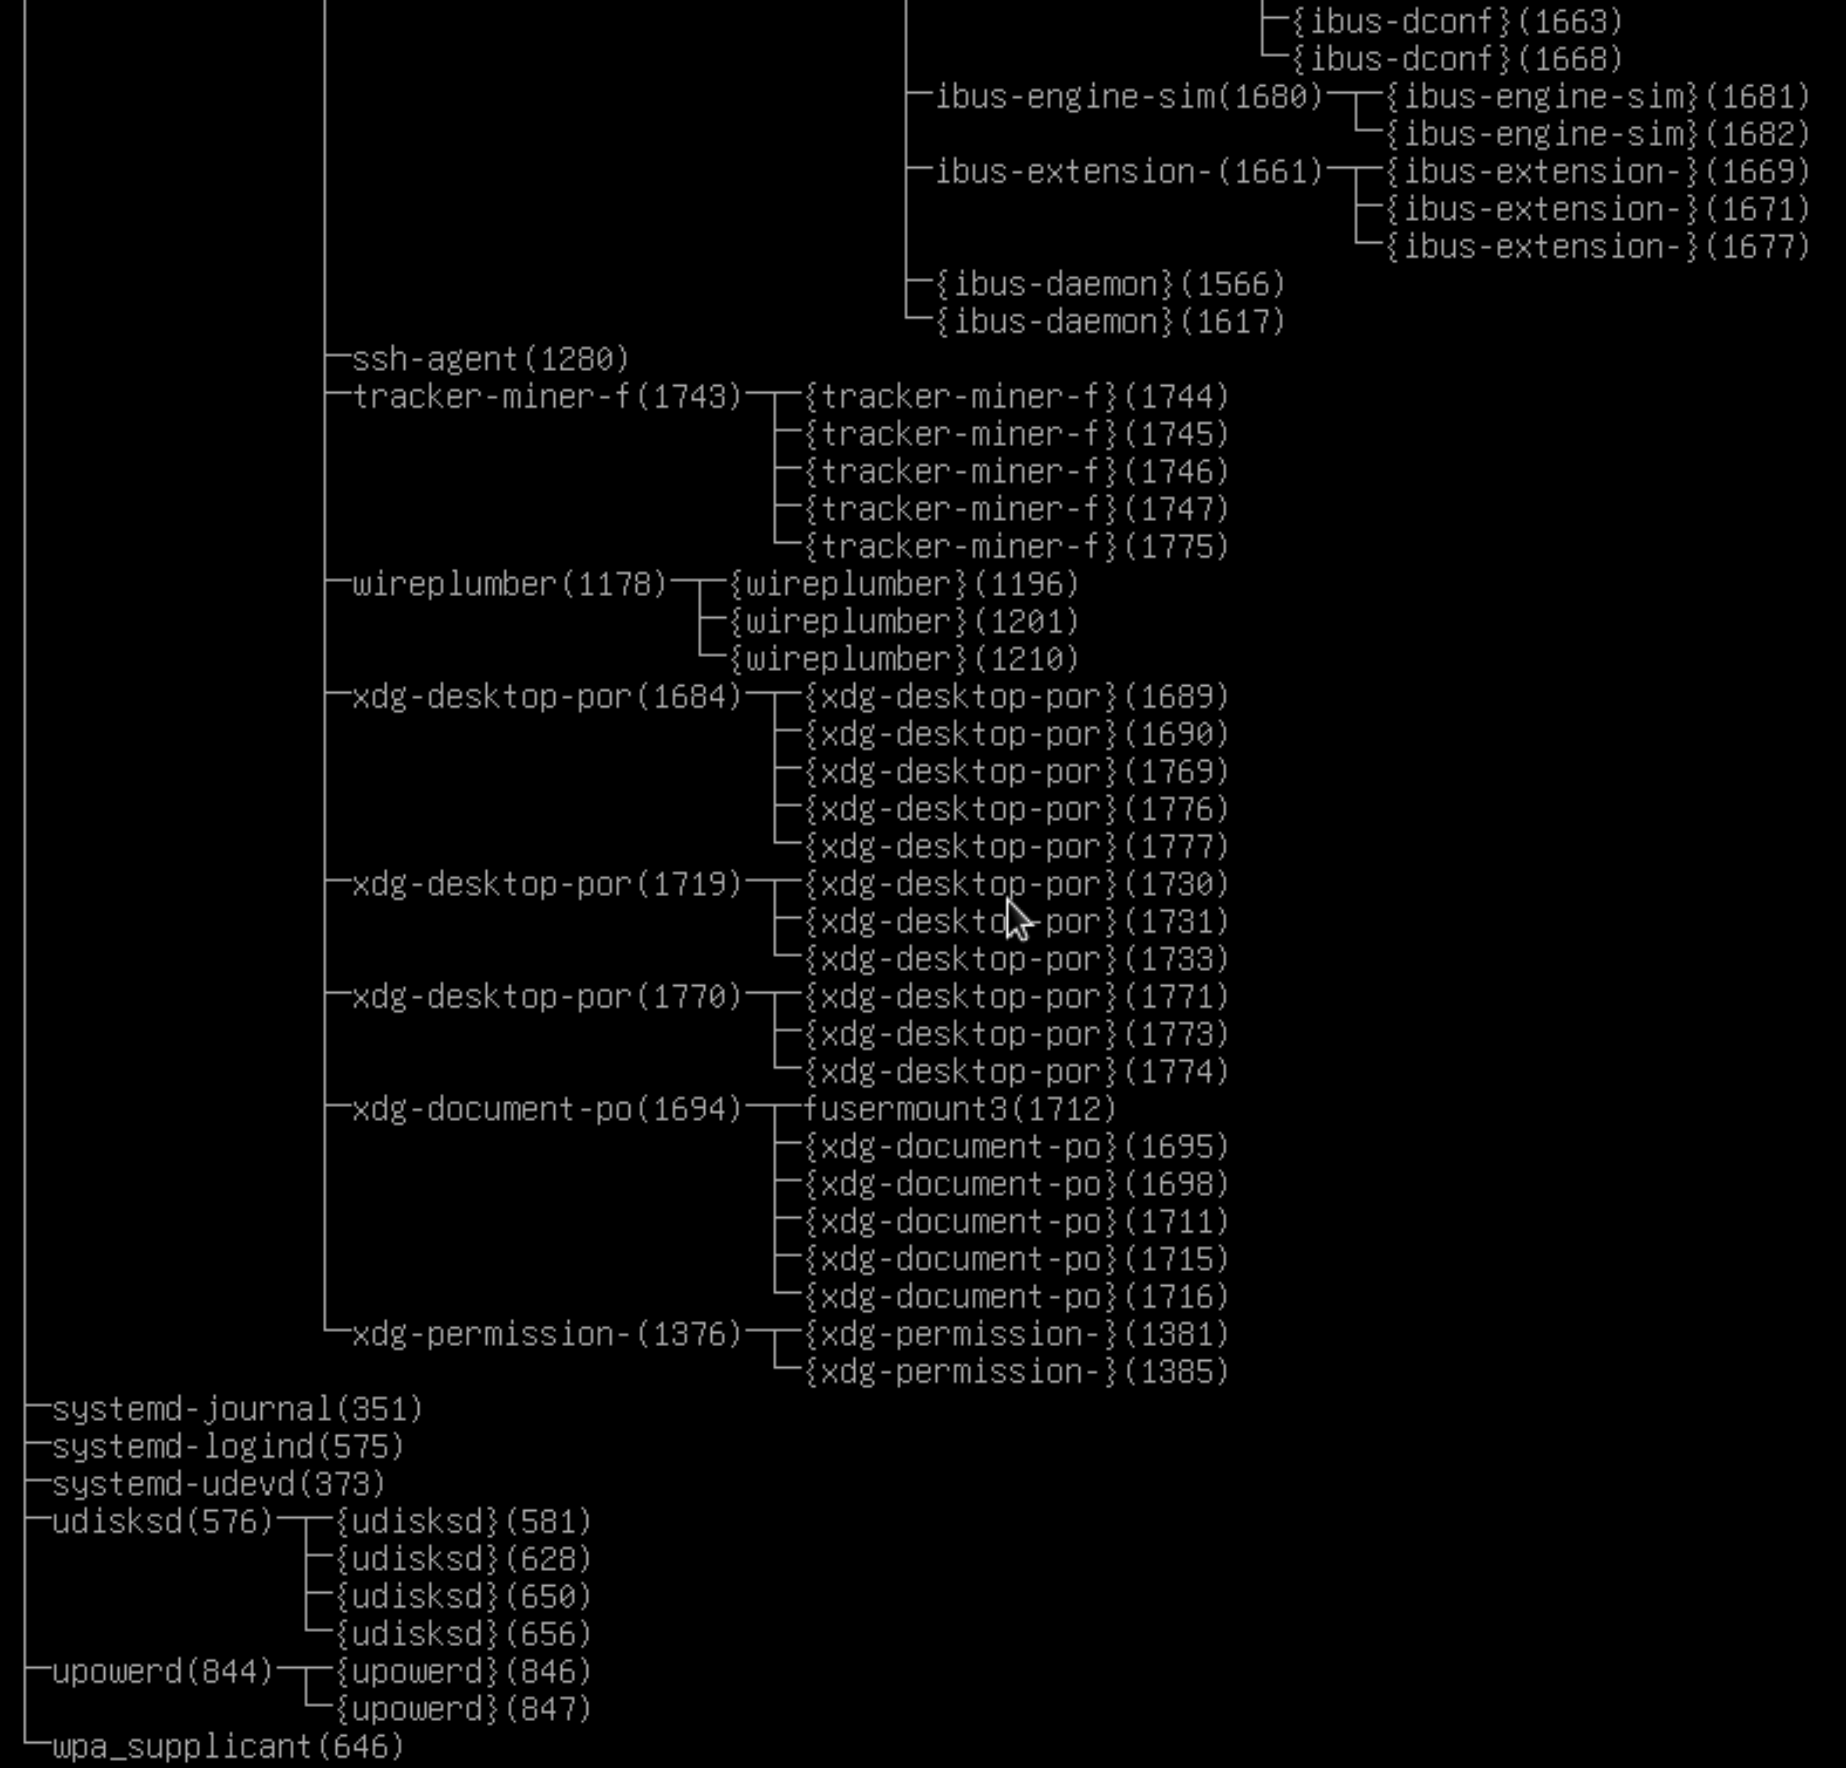 ├─{ibus-dconf}(1663)
└─{ibus-dconf}(1668)
├─ibus-engine-sim(1680)─┬─{ibus-engine-sim}(1681)
└─{ibus-engine-sim}(1682)
├─ibus-extension-(1661)─┬─{ibus-extension-}(1669)
├─{ibus-extension-}(1671)
└─{ibus-extension-}(1677)
├─{ibus-daemon}(1566)
└─{ibus-daemon}(1617)
├─ssh-agent(1280)
├─tracker-miner-f(1743)─┬─{tracker-miner-f}(1744)
├─{tracker-miner-f}(1745)
├─{tracker-miner-f}(1746)
├─{tracker-miner-f}(1747)
└─{tracker-miner-f}(1775)
├─wireplumber(1178)─┬─{wireplumber}(1196)
├─{wireplumber}(1201)
└─{wireplumber}(1210)
├─xdg-desktop-por(1684)─┬─{xdg-desktop-por}(1689)
├─{xdg-desktop-por}(1690)
├─{xdg-desktop-por}(1769)
├─{xdg-desktop-por}(1776)
└─{xdg-desktop-por}(1777)
├─xdg-desktop-por(1719)─┬─{xdg-desktop-por}(1730)
├─{xdg-desktop-por}(1731)
└─{xdg-desktop-por}(1733)
├─xdg-desktop-por(1770)─┬─{xdg-desktop-por}(1771)
├─{xdg-desktop-por}(1773)
└─{xdg-desktop-por}(1774)
├─xdg-document-po(1694)─┬─fusermount3(1712)
├─{xdg-document-po}(1695)
├─{xdg-document-po}(1698)
├─{xdg-document-po}(1711)
├─{xdg-document-po}(1715)
└─{xdg-document-po}(1716)
└─xdg-permission-(1376)─┬─{xdg-permission-}(1381)
└─{xdg-permission-}(1385)
├─systemd-journal(351)
├─systemd-logind(575)
├─systemd-udevd(373)
├─udisksd(576)─┬─{udisksd}(581)
├─{udisksd}(628)
├─{udisksd}(650)
└─{udisksd}(656)
├─upowerd(844)─┬─{upowerd}(846)
└─{upowerd}(847)
└─wpa_supplicant(646)